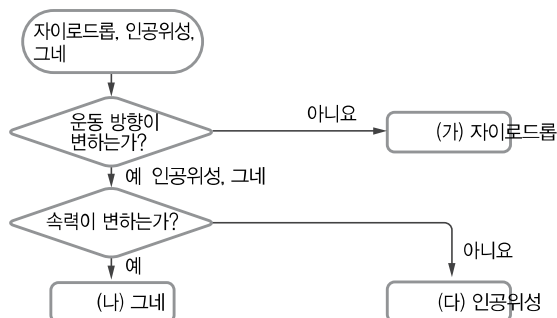 자이로드롭, 인공위성,
그네
운동 방향이
변하는가?
아니요
(가) 자이로드롭
예 인공위성, 그네
속력이 변하는가?
아니요
예
(나) 그네
(다) 인공위성